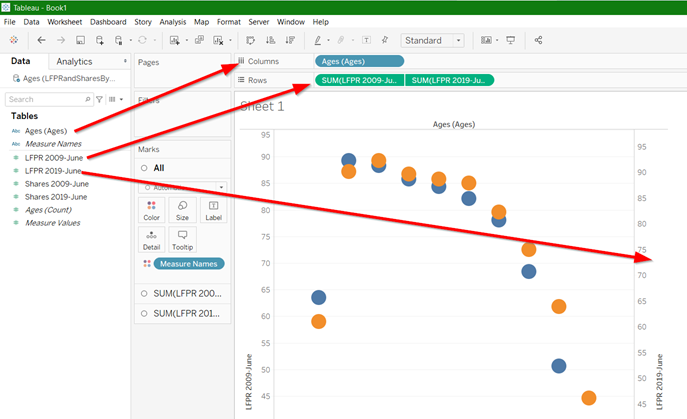 Tableau - Book1
File Data Worksheet Dashboard Story Analysis Map Format Server Window Help
Standard
Data Analytics
Ages (LFPRandSharesBy...
Search
Tables
Abc Ages (Ages)
Abc Measure Names
LFPR 2009-June
LFPR 2019-June
Shares 2009-June
Shares 2019-June
Ages (Count)
Measure Values
Pages
Filters
Marks
All
Automatic
Color Size Label
Detail Tooltip
Measure Names
SUM(LFPR 200...
SUM(LFPR 201...
Columns Ages (Ages)
Rows SUM(LFPR 2009-Ju.. SUM(LFPR 2019-Ju..
Sheet 1
Ages (Ages)
95
90
85
80
75
70
65
60
55
50
45
LFPR 2009-June
95
90
85
80
75
70
65
60
55
50
45
LFPR 2019-June